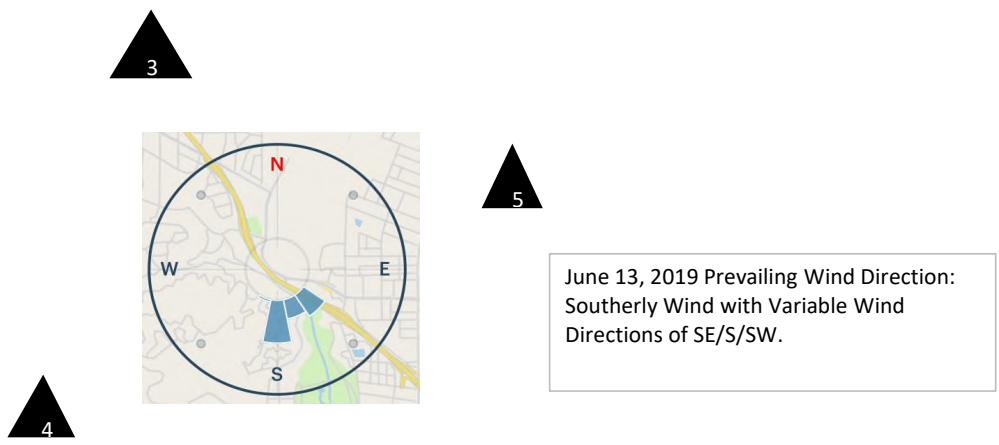 3
N
5
W
E
June 13, 2019 Prevailing Wind Direction:
Southerly Wind with Variable Wind
Directions of SE/S/SW.
S
4